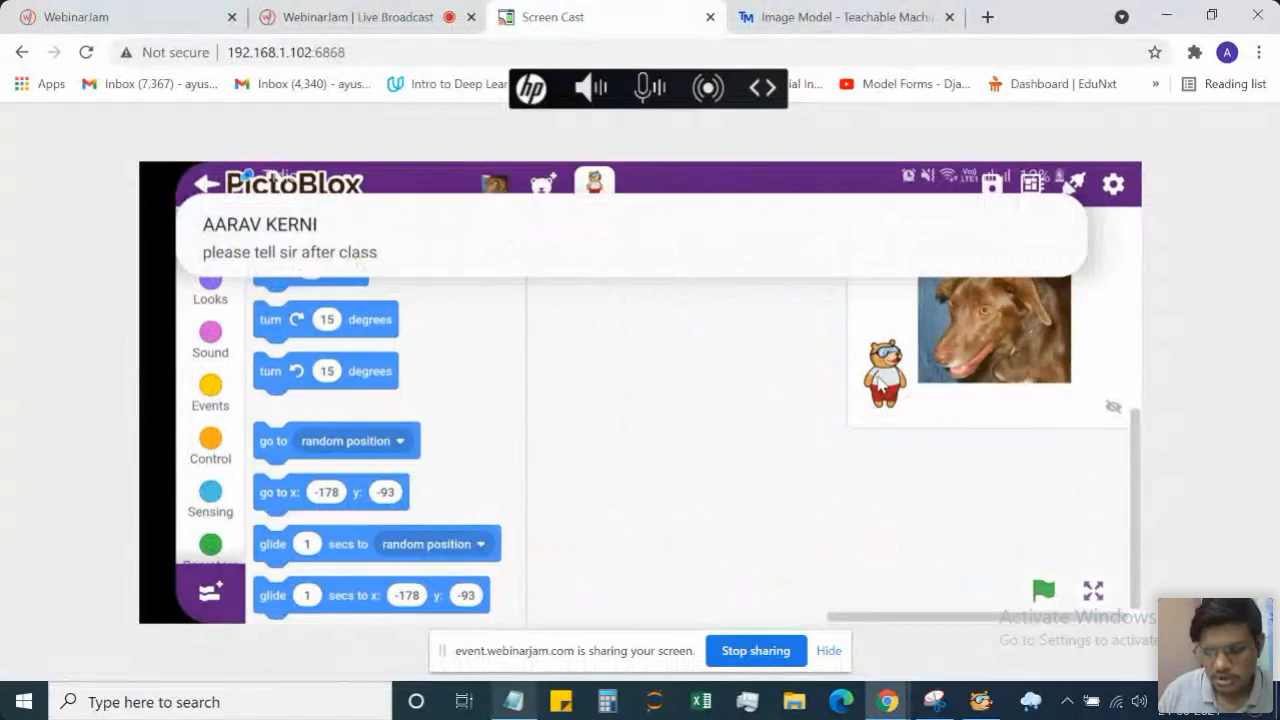 WebinarJam
WebinarJam | Live Broadcast
Screen Cast
Image Model - Teachable Mach
Not secure
192.168.1.102:6868
A
Apps
Inbox (7,367) - ayus...
Inbox (4,340) - ayus...
Intro to Deep Lear
ial In...
Model Forms - Dja...
Dashboard | EduNxt
»
Reading list
hp
PictoBlox
AARAV KERNI
please tell sir after class
Looks
turn 15 degrees
Sound
turn 15 degrees
Events
go to random position
Control
go to x: -178 y: -93
Sensing
glide 1 secs to random position
glide 1 secs to x: -178 y: -93
Activate Windows
Go to Settings to activate
event.webinarjam.com is sharing your screen.
Stop sharing
Hide
Type here to search